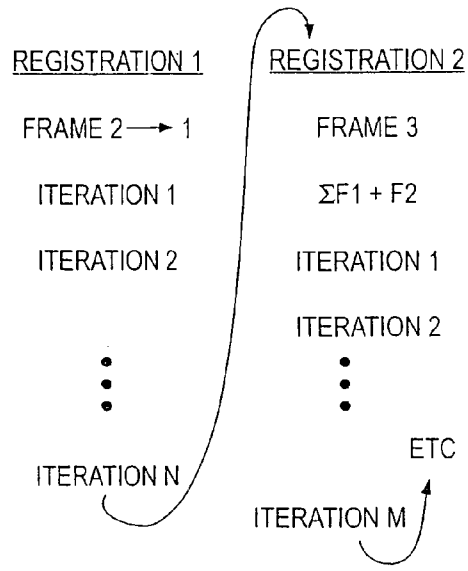 REGISTRATION 1
FRAME 2 → 1
ITERATION 1
ITERATION 2
ITERATION N
REGISTRATION 2
FRAME 3
ΣF1 + F2
ITERATION 1
ITERATION 2
ITERATION M
ETC